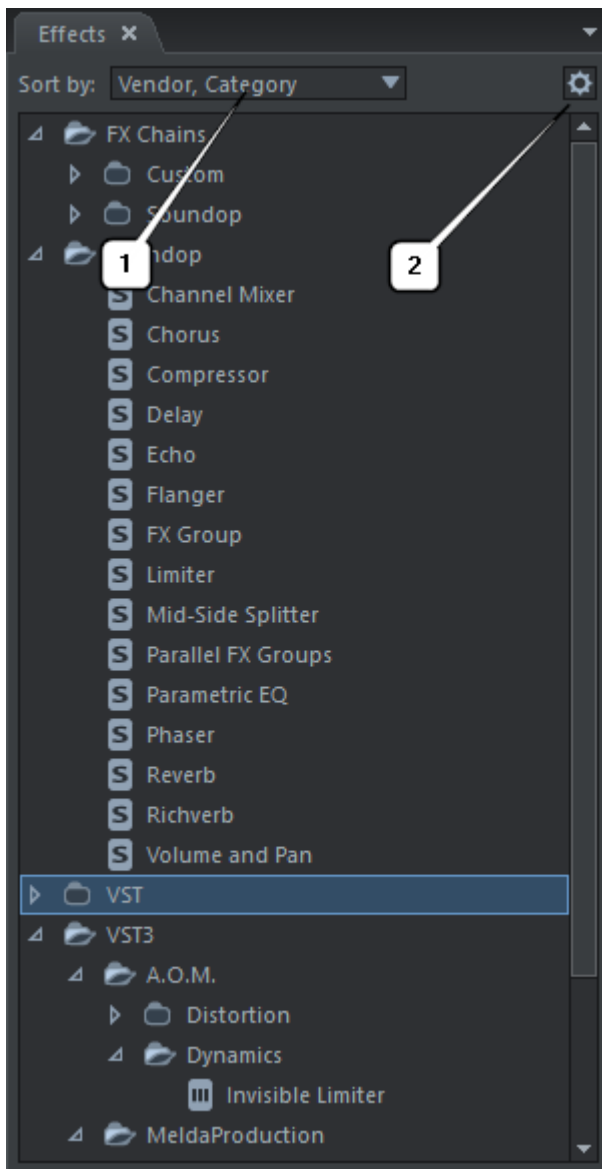 Effects
Sort by: Vendor, Category
FX Chains
Custom
Soundop
1
ndop
2
S Channel Mixer
S Chorus
S Compressor
S Delay
S Echo
S Flanger
S FX Group
S Limiter
S Mid-Side Splitter
S Parallel FX Groups
S Parametric EQ
S Phaser
S Reverb
S Richverb
S Volume and Pan
VST
VST3
A.O.M.
Distortion
Dynamics
Invisible Limiter
MeldaProduction